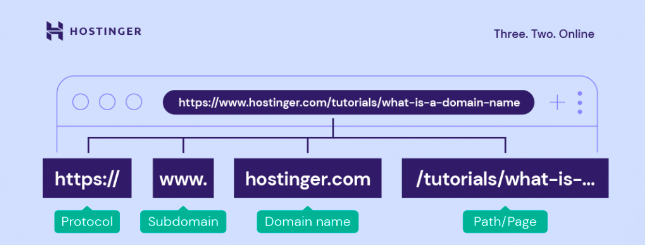 HOSTINGER
Three. Two. Online
https://www.hostinger.com/tutorials/what-is-a-domain-name
https:// www. hostinger.com /tutorials/what-is-...
Protocol Subdomain Domain name Path/Page